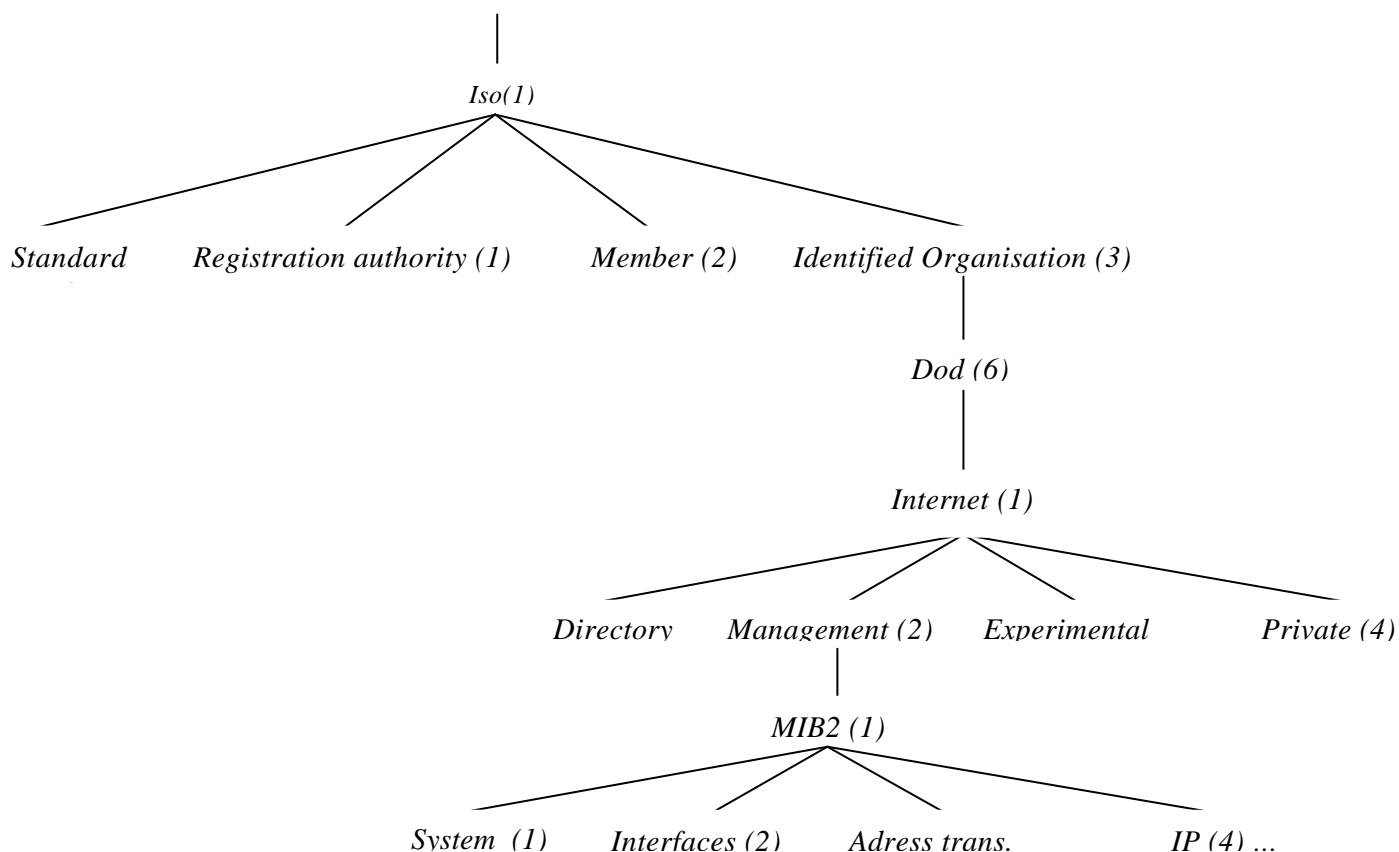 Iso(1)
Standard Registration authority (1) Member (2) Identified Organisation (3)
Dod (6)
Internet (1)
Directory Management (2) Experimental Private (4)
MIB2 (1)
System (1) Interfaces (2) Adress trans. IP (4) ...